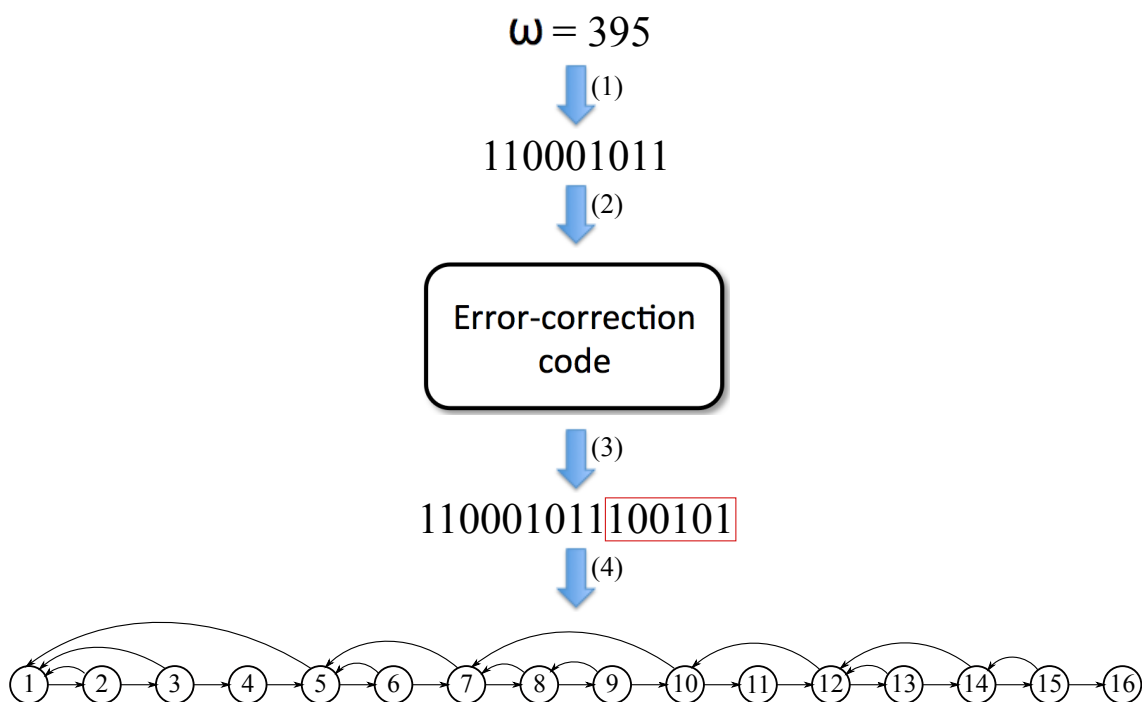 ω = 395
(1)
110001011
(2)
Error-correction
code
(3)
110001011100101
(4)
1 2 3 4 5 6 7 8 9 10 11 12 13 14 15 16